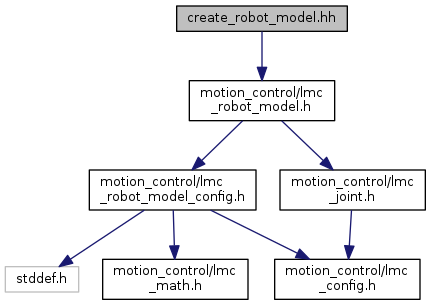 create_robot_model.hh
motion_control/lmc
_robot_model.h
motion_control/lmc
_robot_model_config.h
motion_control/lmc
_joint.h
stddef.h
motion_control/lmc
_math.h
motion_control/lmc
_config.h